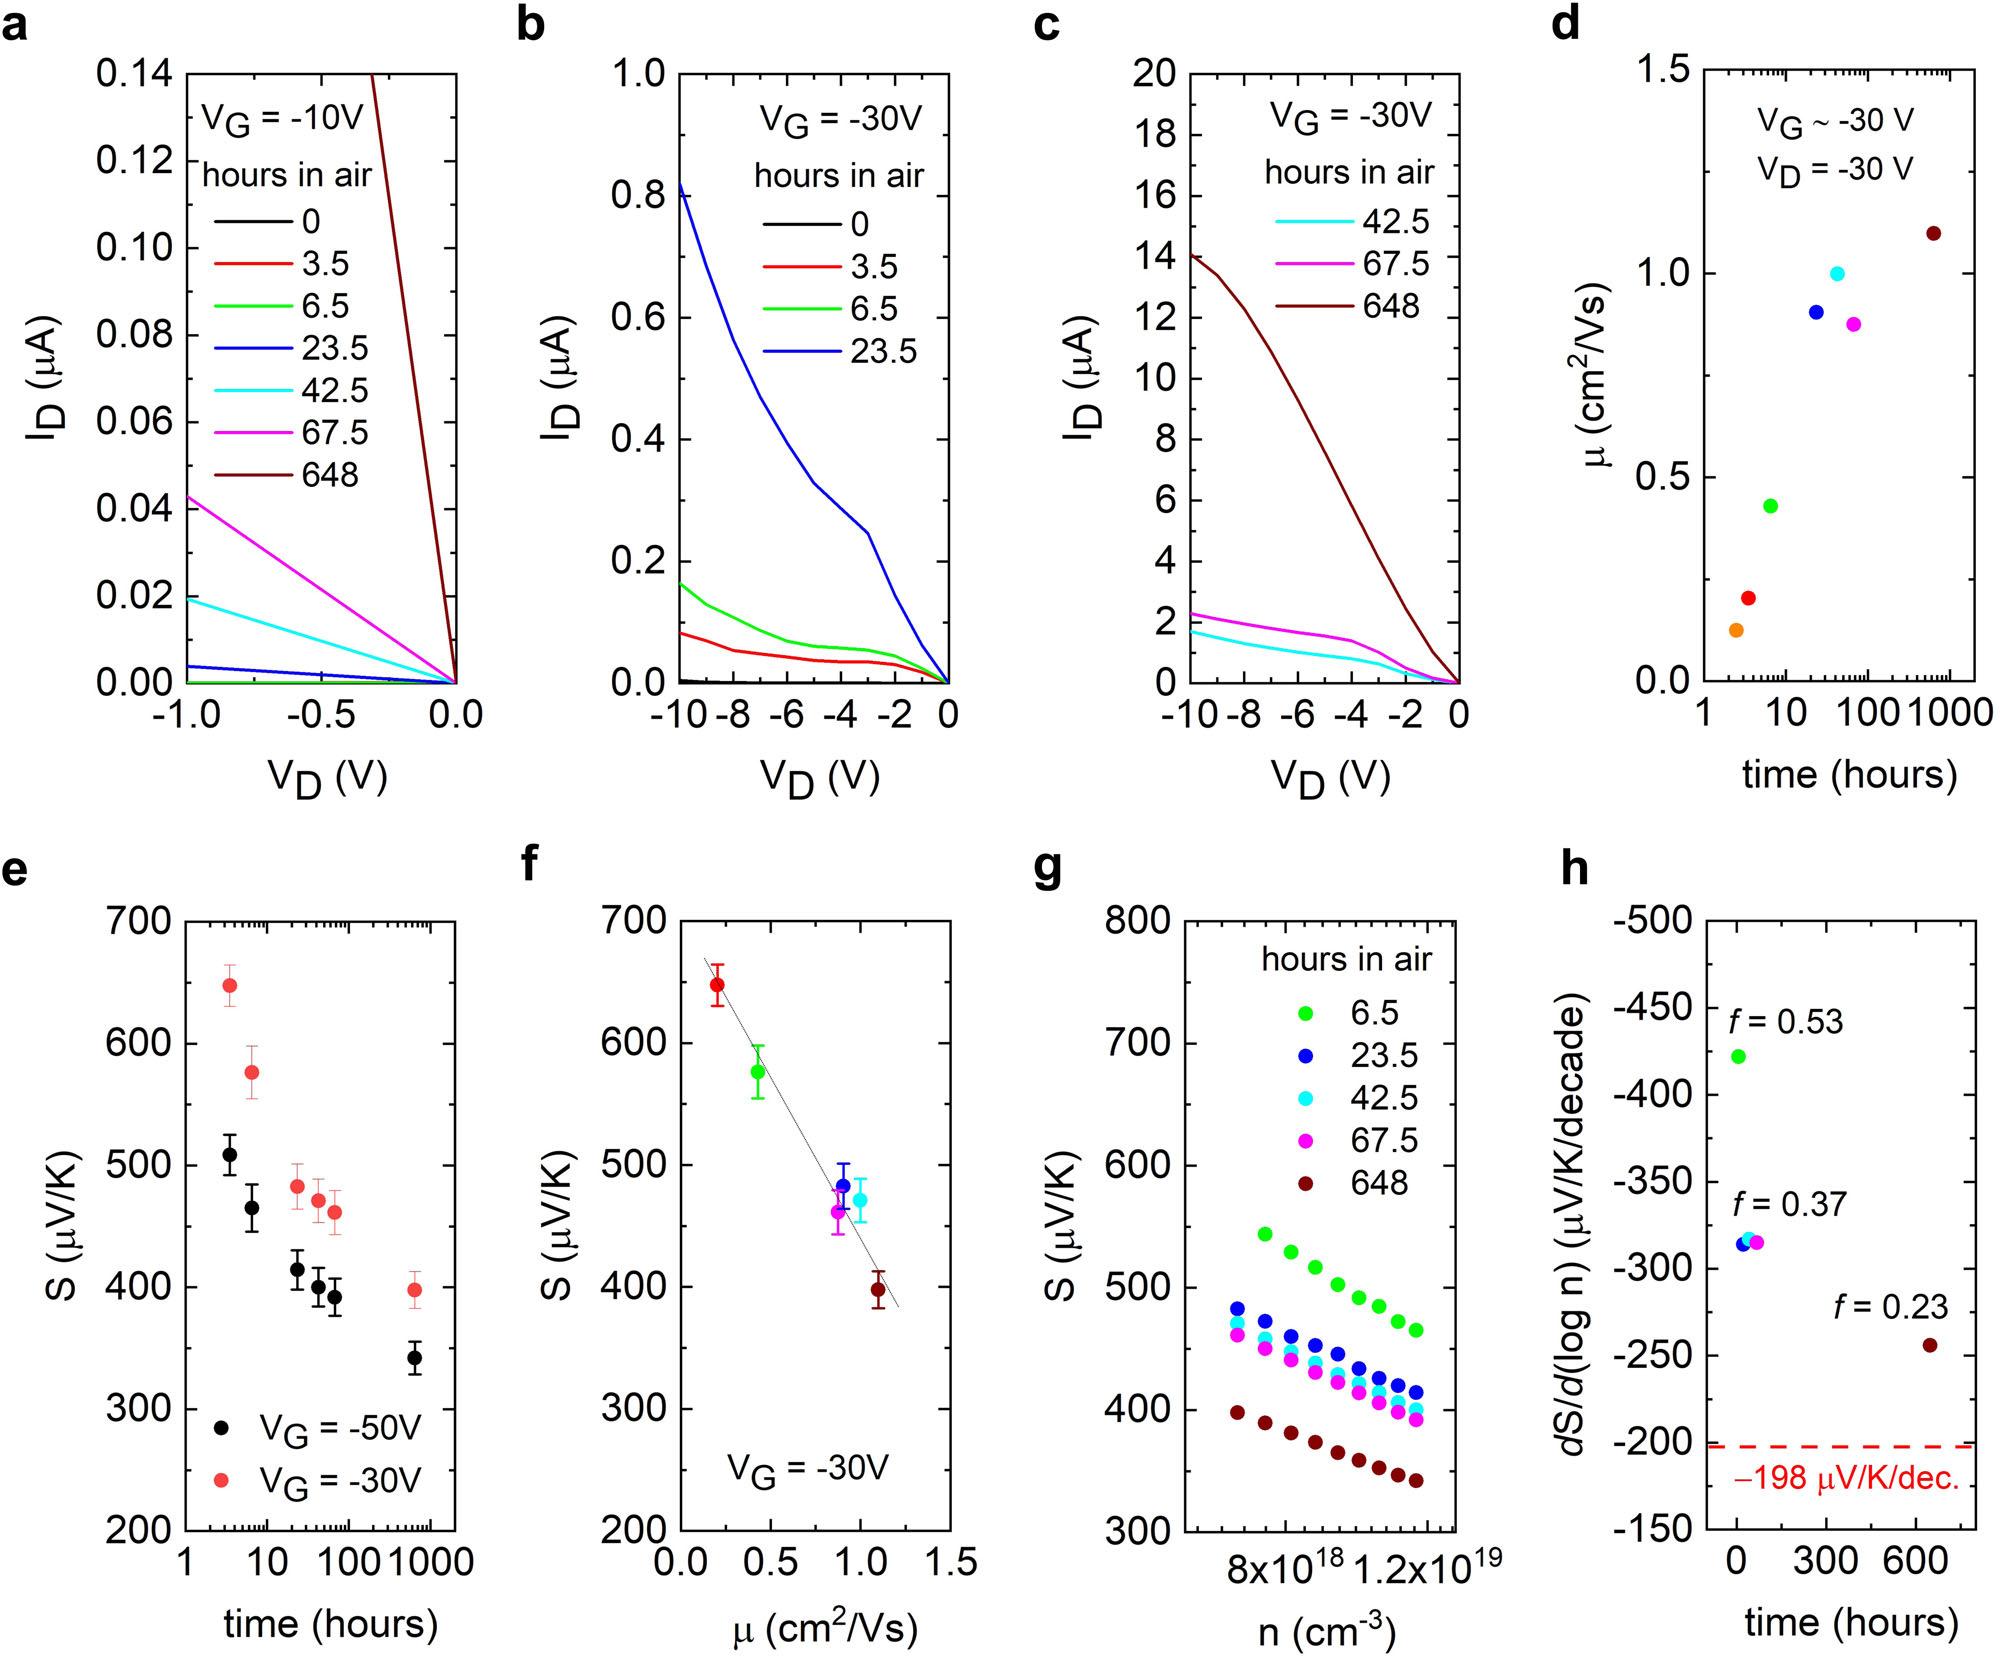 a
0.14
0.12
0.10
0.08
0.06
0.04
0.02
0.00
-1.0 -0.5 0.0
I_D (μA)
V_D (V)
V_G = -10V
hours in air
0
3.5
6.5
23.5
42.5
67.5
648
b
1.0
0.8
0.6
0.4
0.2
0.0
-10 -8 -6 -4 -2 0
I_D (μA)
V_D (V)
V_G = -30V
hours in air
0
3.5
6.5
23.5
c
20
18
16
14
12
10
8
6
4
2
0
-10 -8 -6 -4 -2 0
I_D (μA)
V_D (V)
V_G = -30V
hours in air
42.5
67.5
648
d
1.5
1.0
0.5
0.0
1 10 100 1000
μ (cm²/Vs)
time (hours)
V_G ~ -30 V
V_D = -30 V
e
700
600
500
400
300
200
1 10 100 1000
S (μV/K)
time (hours)
V_G = -50V
V_G = -30V
f
700
600
500
400
300
200
0.0 0.5 1.0 1.5
S (μV/K)
μ (cm²/Vs)
V_G = -30V
g
800
700
600
500
400
300
8x10¹⁸ 1.2x10¹⁹
S (μV/K)
n (cm⁻³)
hours in air
6.5
23.5
42.5
67.5
648
h
-500
-450
-400
-350
-300
-250
-200
-150
0 300 600
dS/d(log n) (μV/K/decade)
time (hours)
f = 0.53
f = 0.37
f = 0.23
–198 μV/K/dec.